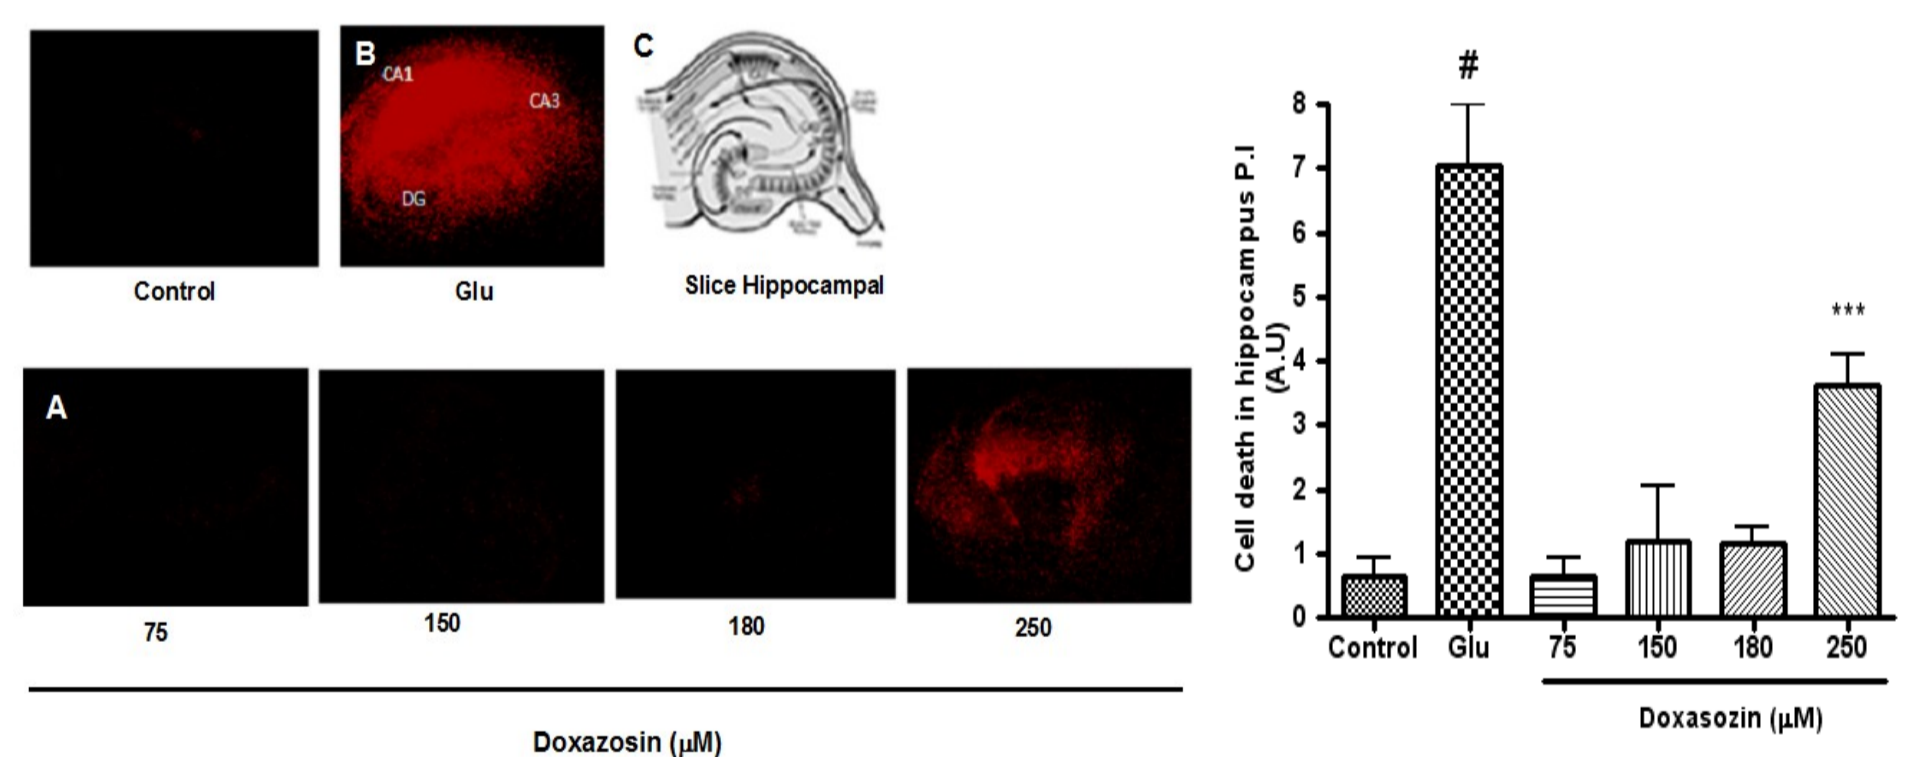 B
CA1
CA3
DG
C
Control
Glu
Slice Hippocampal
A
75
150
180
250
Doxazosin (μM)
Cell death in hippocampus P.I
(A.U)
8
7
6
5
4
3
2
1
0
#
***
Control Glu 75 150 180 250
Doxasozin (μM)